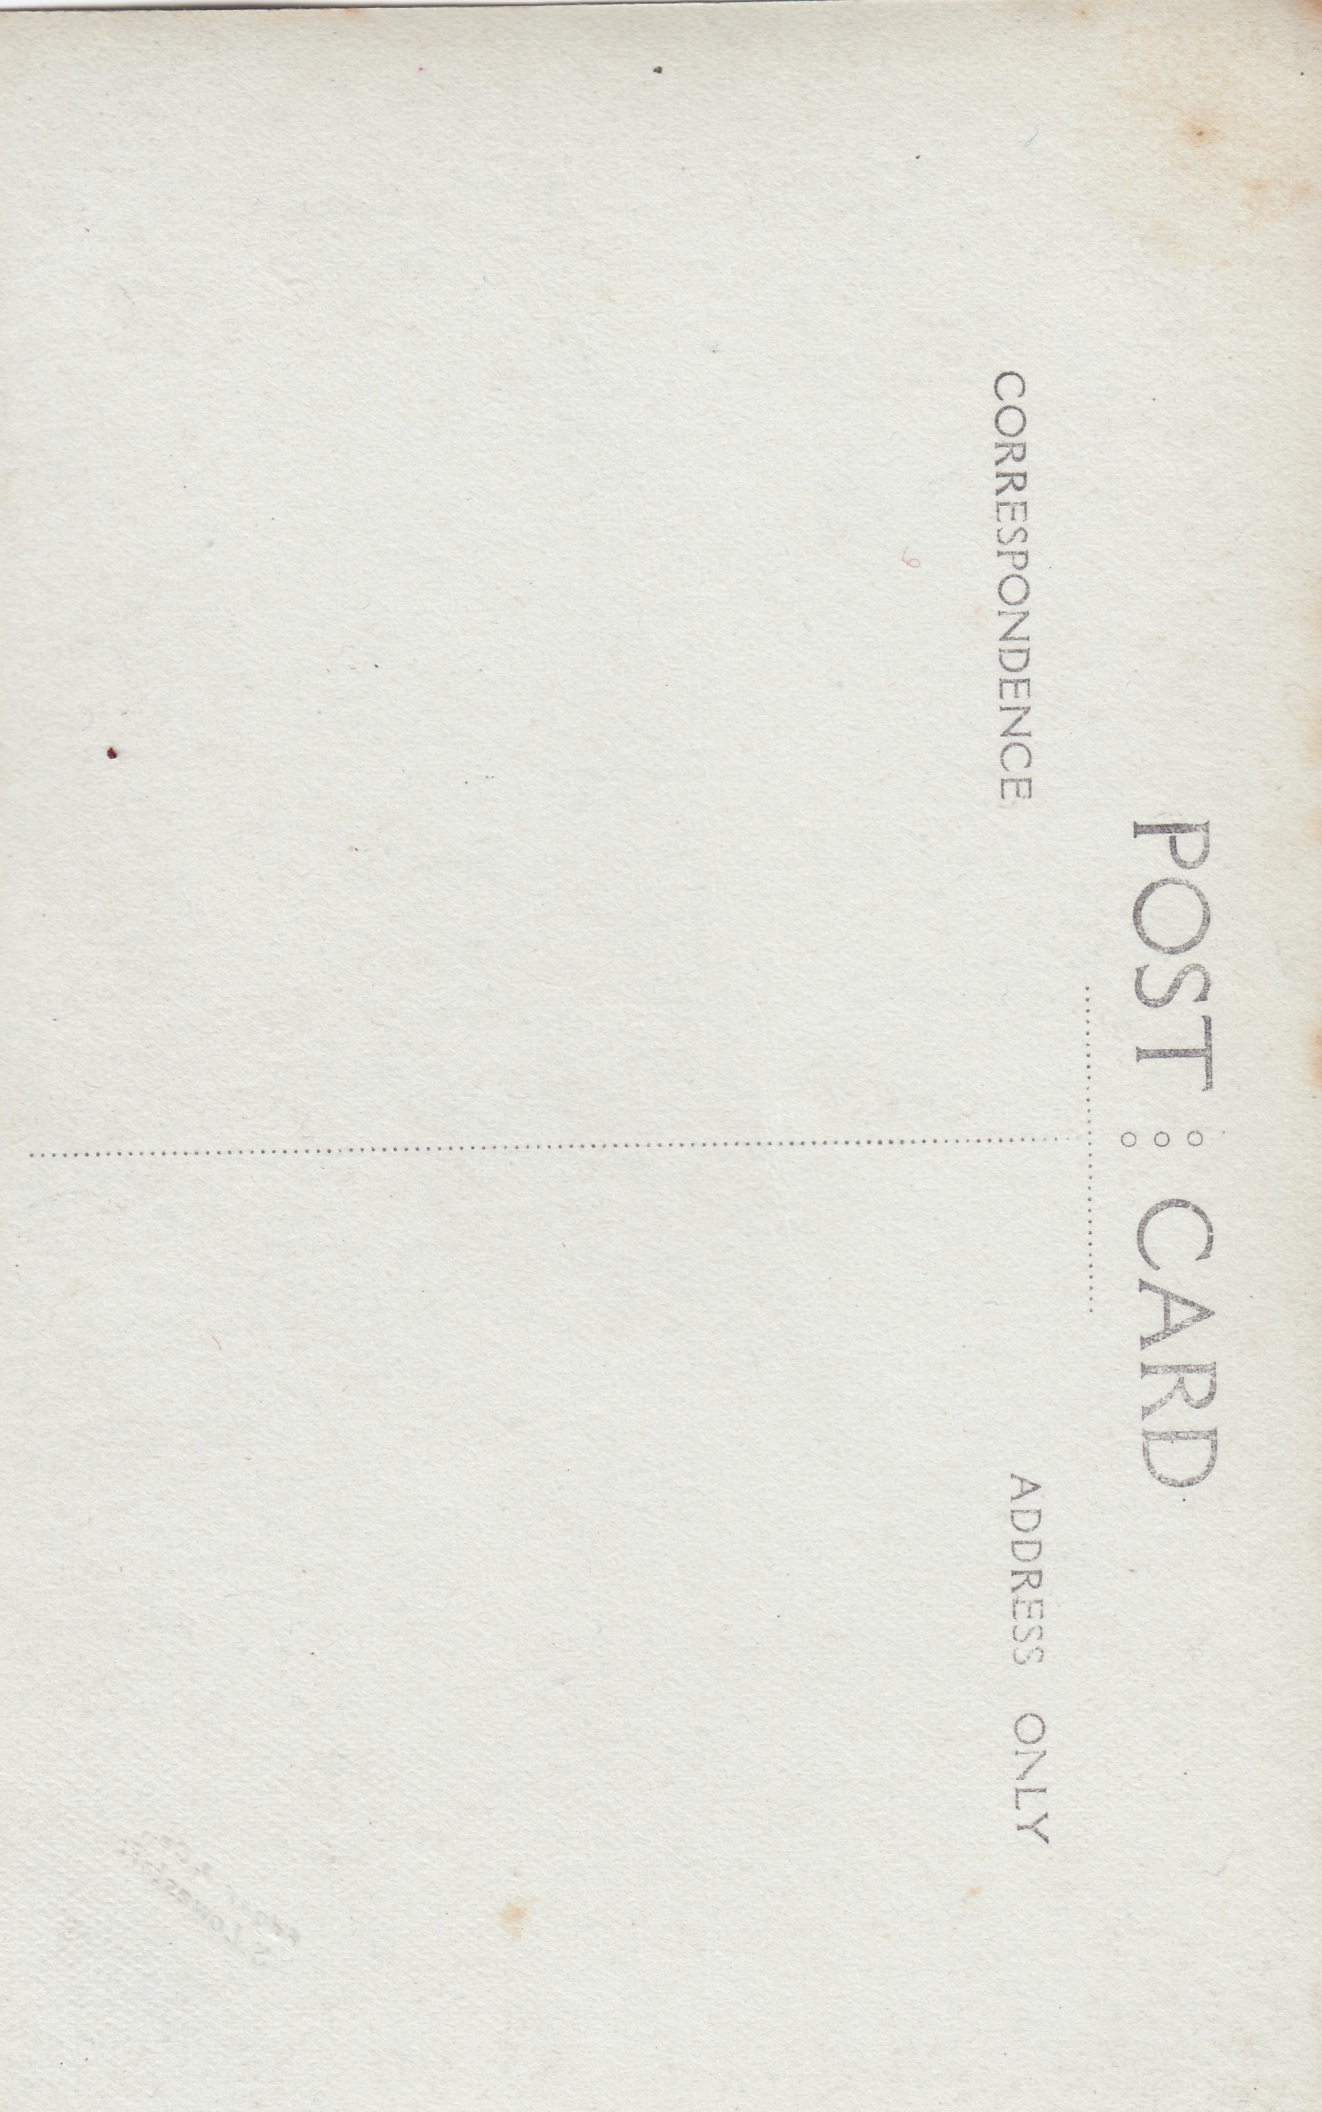 POST : CARD
CORRESPONDENCE
ADDRESS ONLY